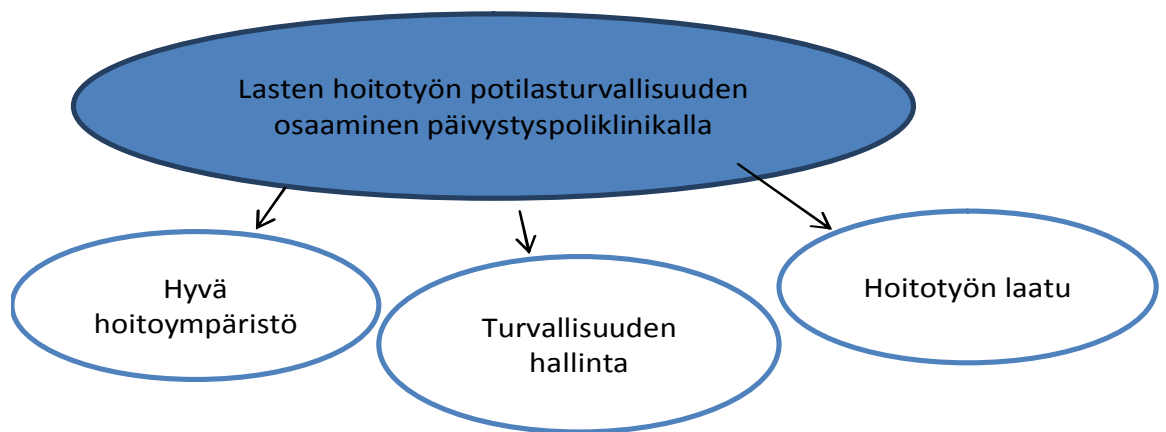 Lasten hoitotyön potilasturvallisuuden
osaaminen päivystyspoliklinikalla
Hyvä
hoitoympäristö
Turvallisuuden
hallinta
Hoitotyön laatu